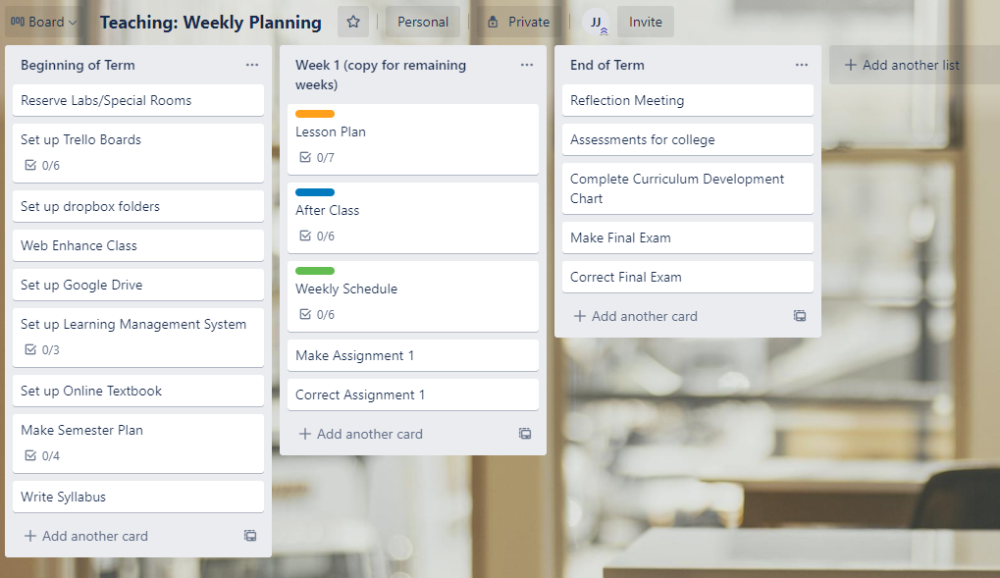 Board
Teaching: Weekly Planning
Personal
Private
JJ
Invite
Beginning of Term
Reserve Labs/Special Rooms
Set up Trello Boards
0/6
Set up dropbox folders
Web Enhance Class
Set up Google Drive
Set up Learning Management System
0/3
Set up Online Textbook
Make Semester Plan
0/4
Write Syllabus
Add another card
Week 1 (copy for remaining
weeks)
Lesson Plan
0/7
After Class
0/6
Weekly Schedule
0/6
Make Assignment 1
Correct Assignment 1
Add another card
End of Term
Reflection Meeting
Assessments for college
Complete Curriculum Development
Chart
Make Final Exam
Correct Final Exam
Add another card
Add another list